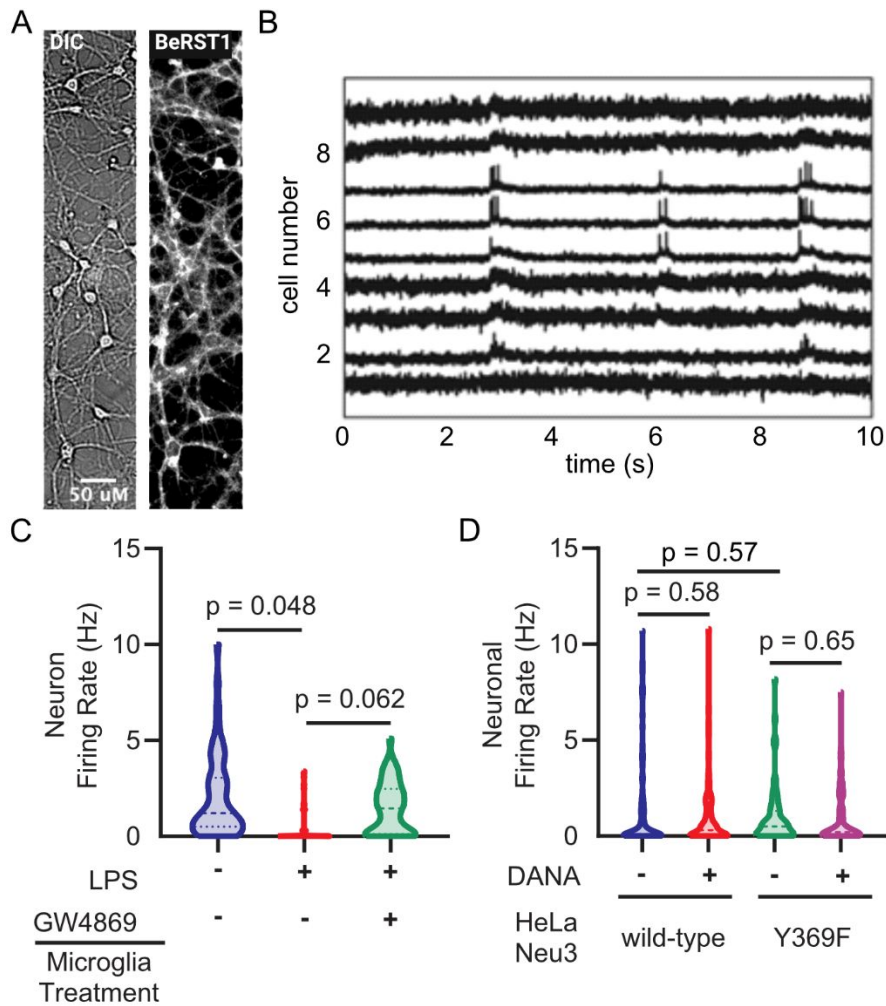 A
DIC
BeRST1
50 uM
B
cell number
8
6
4
2
0 2 4 6 8 10
time (s)
C
Neuron
Firing Rate (Hz)
15
10
5
0
p = 0.048
p = 0.062
LPS - + +
GW4869 - - +
Microglia
Treatment
D
Neuronal
Firing Rate (Hz)
15
10
5
0
p = 0.57
p = 0.58
p = 0.65
DANA - + - +
HeLa
Neu3
wild-type Y369F